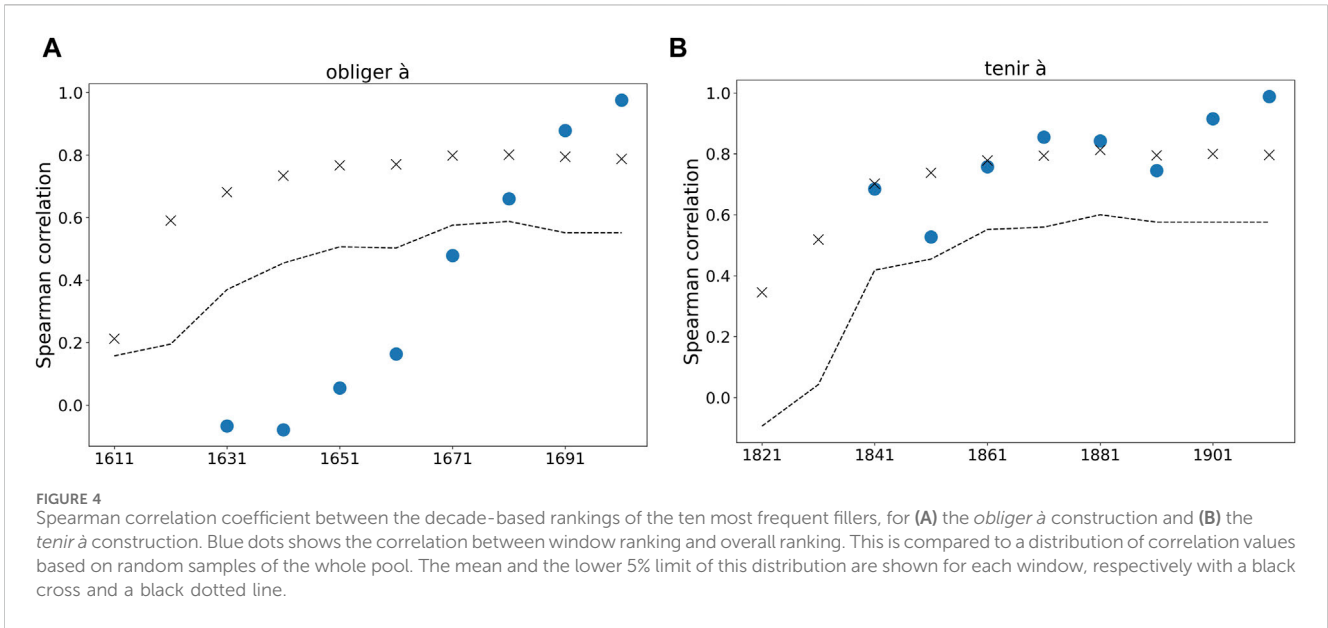 A
obliger à
Spearman correlation
1.0
0.8
0.6
0.4
0.2
0.0
1611 1631 1651 1671 1691
B
tenir à
Spearman correlation
1.0
0.8
0.6
0.4
0.2
0.0
1821 1841 1861 1881 1901
FIGURE 4
Spearman correlation coefficient between the decade-based rankings of the ten most frequent fillers, for (A) the obliger à construction and (B) the
tenir à construction. Blue dots shows the correlation between window ranking and overall ranking. This is compared to a distribution of correlation values
based on random samples of the whole pool. The mean and the lower 5% limit of this distribution are shown for each window, respectively with a black
cross and a black dotted line.